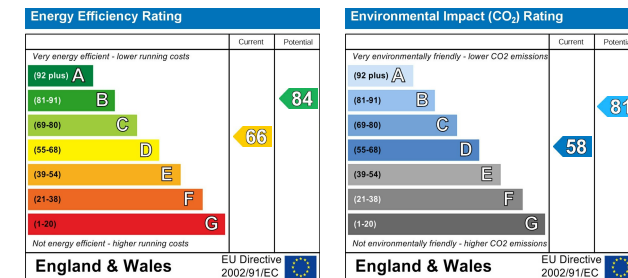 Energy Efficiency Rating
Current Potential
Very energy efficient - lower running costs
(92 plus) A
(81-91) B
84
(69-80) C
66
(55-68) D
(39-54) E
(21-38) F
(1-20) G
Not energy efficient - higher running costs
England & Wales
EU Directive
2002/91/EC
Environmental Impact (CO2) Rating
Current Potentia
Very environmentally friendly - lower CO2 emissions
(92 plus) A
(81-91) B
81
(69-80) C
(55-68) D
58
(39-54) E
(21-38) F
(1-20) G
Not environmentally friendly - higher CO2 emissions
England & Wales
EU Directive
2002/91/EC